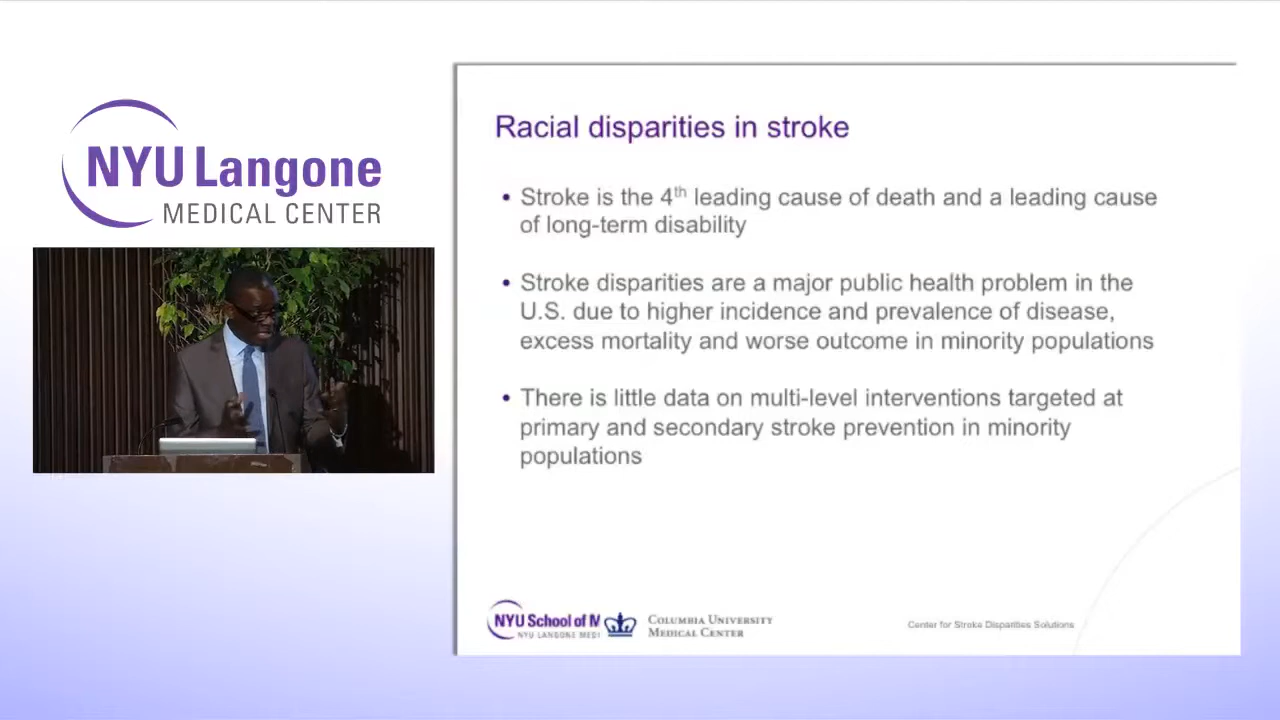 NYU Langone
MEDICAL CENTER
Racial disparities in stroke
• Stroke is the 4th leading cause of death and a leading cause
of long-term disability
• Stroke disparities are a major public health problem in the
U.S. due to higher incidence and prevalence of disease,
excess mortality and worse outcome in minority populations
• There is little data on multi-level interventions targeted at
primary and secondary stroke prevention in minority
populations
NYU School of M
NYU LANGONE MEDI
COLUMBIA UNIVERSITY
MEDICAL CENTER
Center for Stroke Disparities Solutions